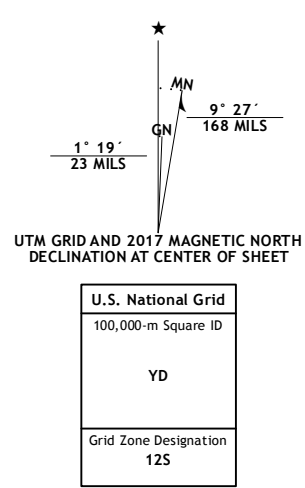 MN
9° 27´
168 MILS
GN
1° 19´
23 MILS
UTM GRID AND 2017 MAGNETIC NORTH
DECLINATION AT CENTER OF SHEET
U.S. National Grid
100,000-m Square ID
YD
Grid Zone Designation
12S